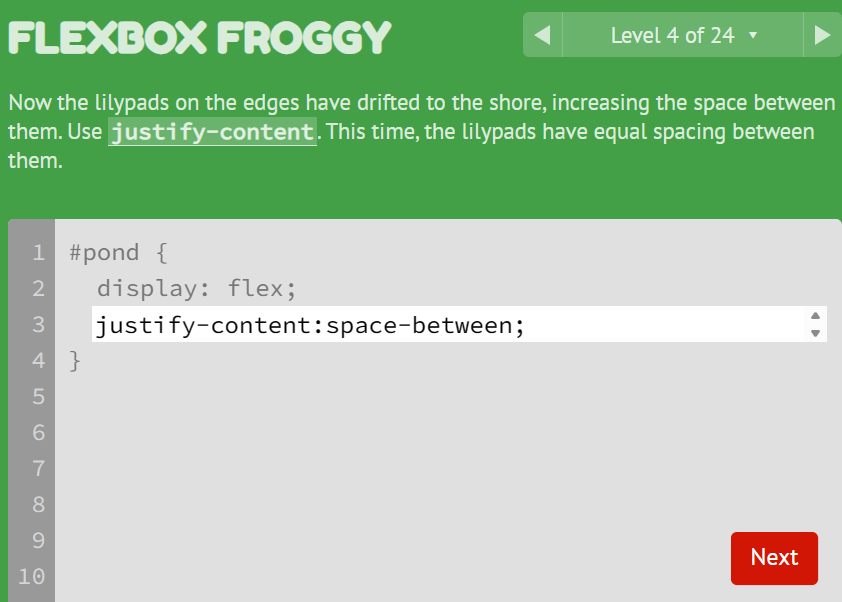 FLEXBOX FROGGY
Level 4 of 24 ▼
Now the lilypads on the edges have drifted to the shore, increasing the space between
them. Use justify-content. This time, the lilypads have equal spacing between
them.
1 #pond {
2 display: flex;
3 justify-content:space-between;
4 }
5
6
7
8
9
10
Next